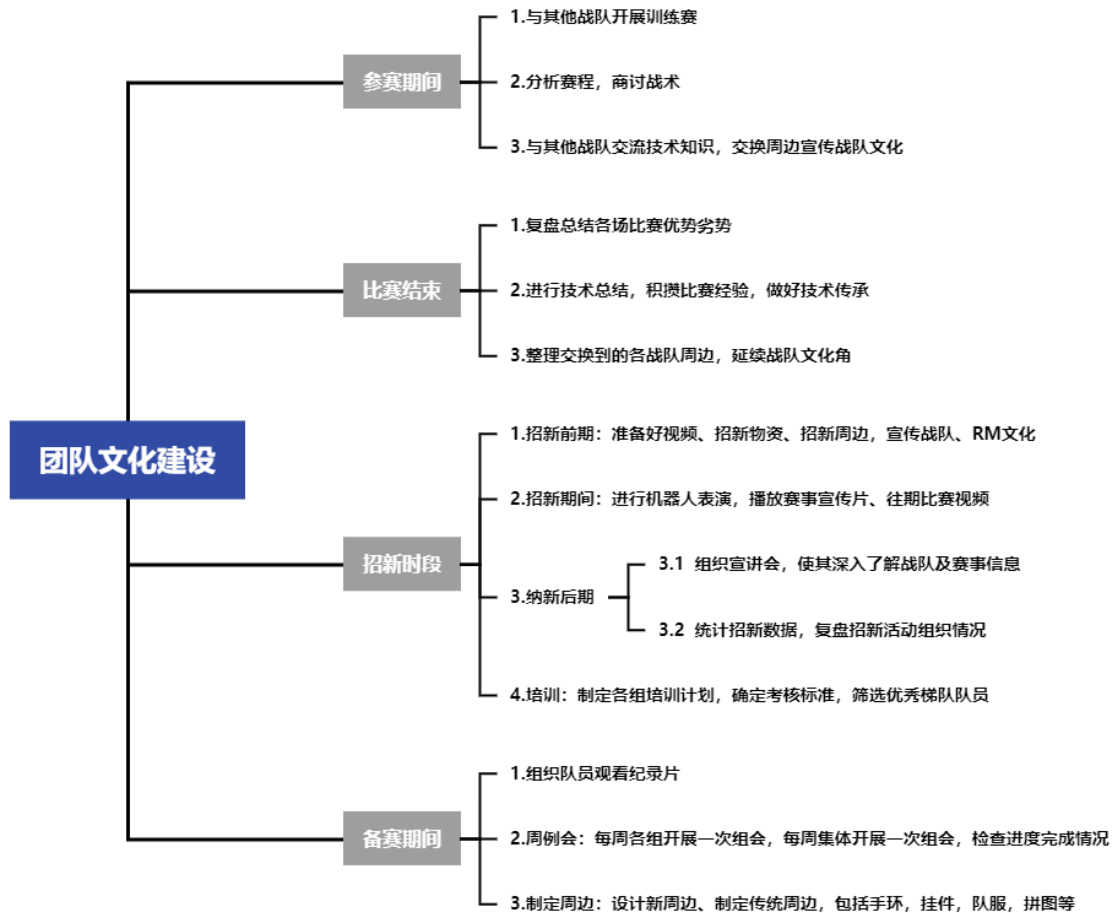 团队文化建设
参赛期间
1.与其他战队开展训练赛
2.分析赛程，商讨战术
3.与其他战队交流技术知识，交换周边宣传战队文化
比赛结束
1.复盘总结各场比赛优势劣势
2.进行技术总结，积攒比赛经验，做好技术传承
3.整理交换到的各战队周边，延续战队文化角
招新时段
1.招新前期：准备好视频、招新物资、招新周边，宣传战队、RM文化
2.招新期间：进行机器人表演，播放赛事宣传片、往期比赛视频
3.纳新后期
3.1 组织宣讲会，使其深入了解战队及赛事信息
3.2 统计招新数据，复盘招新活动组织情况
4.培训：制定各组培训计划，确定考核标准，筛选优秀梯队队员
备赛期间
1.组织队员观看纪录片
2.周例会：每周各组开展一次组会，每周集体开展一次组会，检查进度完成情况
3.制定周边：设计新周边、制定传统周边，包括手环，挂件，队服，拼图等